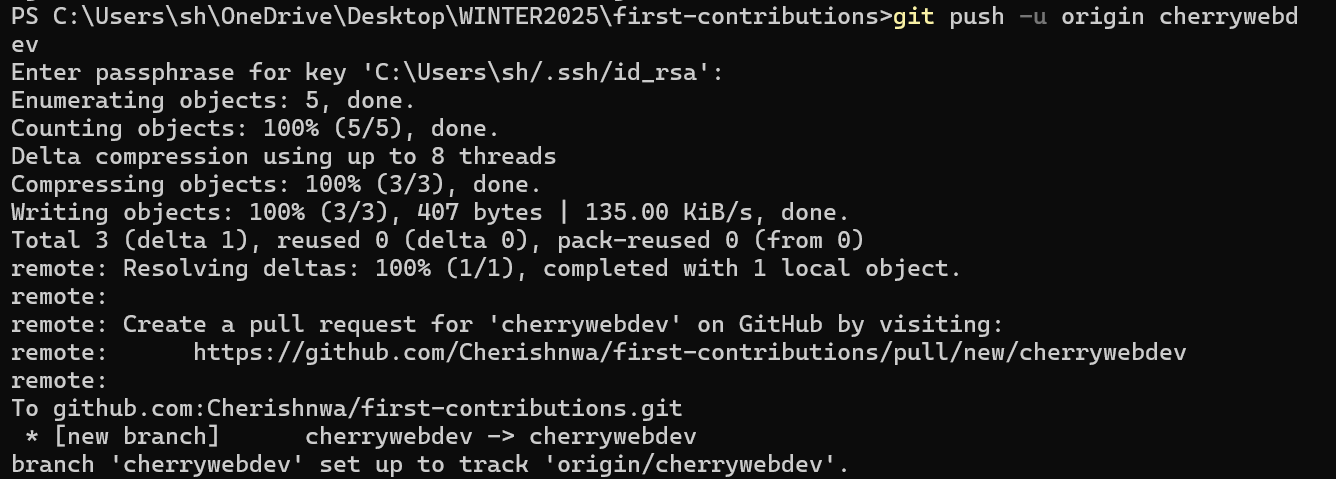 PS C:\Users\sh\OneDrive\Desktop\WINTER2025\first-contributions>git push -u origin cherrywebd
ev
Enter passphrase for key 'C:\Users\sh/.ssh/id_rsa':
Enumerating objects: 5, done.
Counting objects: 100% (5/5), done.
Delta compression using up to 8 threads
Compressing objects: 100% (3/3), done.
Writing objects: 100% (3/3), 407 bytes | 135.00 KiB/s, done.
Total 3 (delta 1), reused 0 (delta 0), pack-reused 0 (from 0)
remote: Resolving deltas: 100% (1/1), completed with 1 local object.
remote:
remote: Create a pull request for 'cherrywebdev' on GitHub by visiting:
remote:      https://github.com/Cherishnwa/first-contributions/pull/new/cherrywebdev
remote:
To github.com:Cherishnwa/first-contributions.git
 * [new branch]      cherrywebdev -> cherrywebdev
branch 'cherrywebdev' set up to track 'origin/cherrywebdev'.